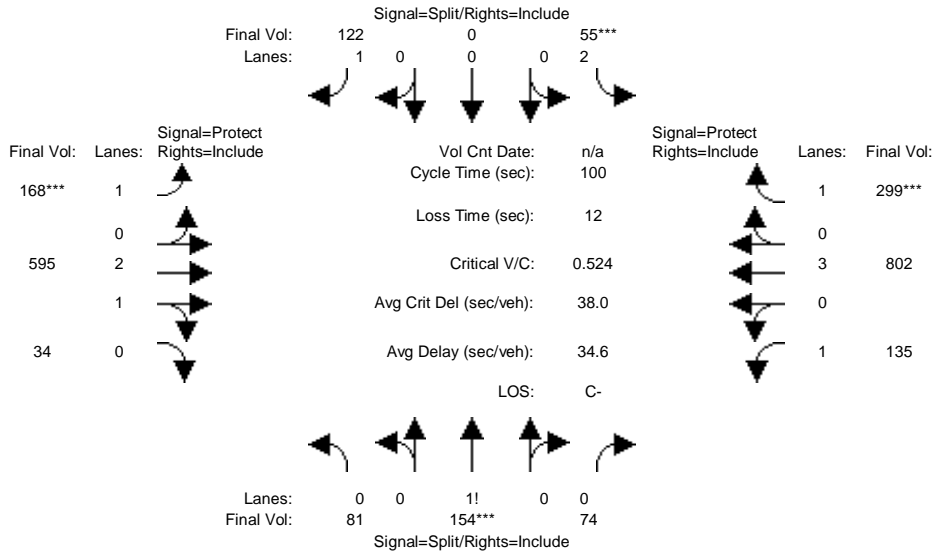 Signal=Split/Rights=Include
Final Vol: 122 0 55***
Lanes: 1 0 0 0 2
Signal=Protect Signal=Protect
Final Vol: Lanes: Rights=Include Vol Cnt Date: n/a Rights=Include Lanes: Final Vol:
Cycle Time (sec): 100
168*** 1 1 299***
Loss Time (sec): 12
0 0
595 2 Critical V/C: 0.524 3 802
1 Avg Crit Del (sec/veh): 38.0 0
34 0 Avg Delay (sec/veh): 34.6 1 135
LOS: C-
Lanes: 0 0 1! 0 0
Final Vol: 81 154*** 74
Signal=Split/Rights=Include